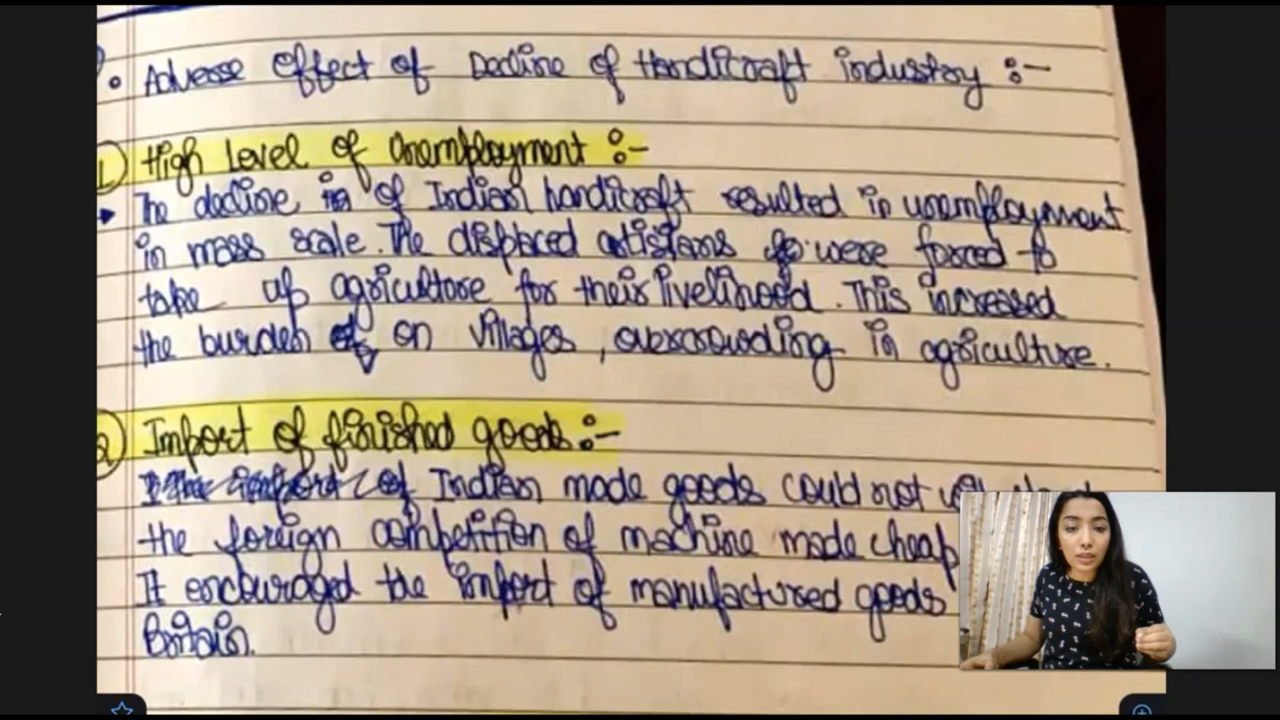 • Adverse effect of Decline of Handicraft industry :-
1) High Level of unemployment :-
The decline in of Indian handicraft resulted in unemployment
in mass scale. The displaced artisians were forced to
take up agriculture for their livelihood. This increased
the burden of on villages, overcrowding in agriculture.
2) Import of finished goods :-
Indian made goods could not
the foreign competition of machine made cheap
It encouraged the import of manufactured goods
Britain.